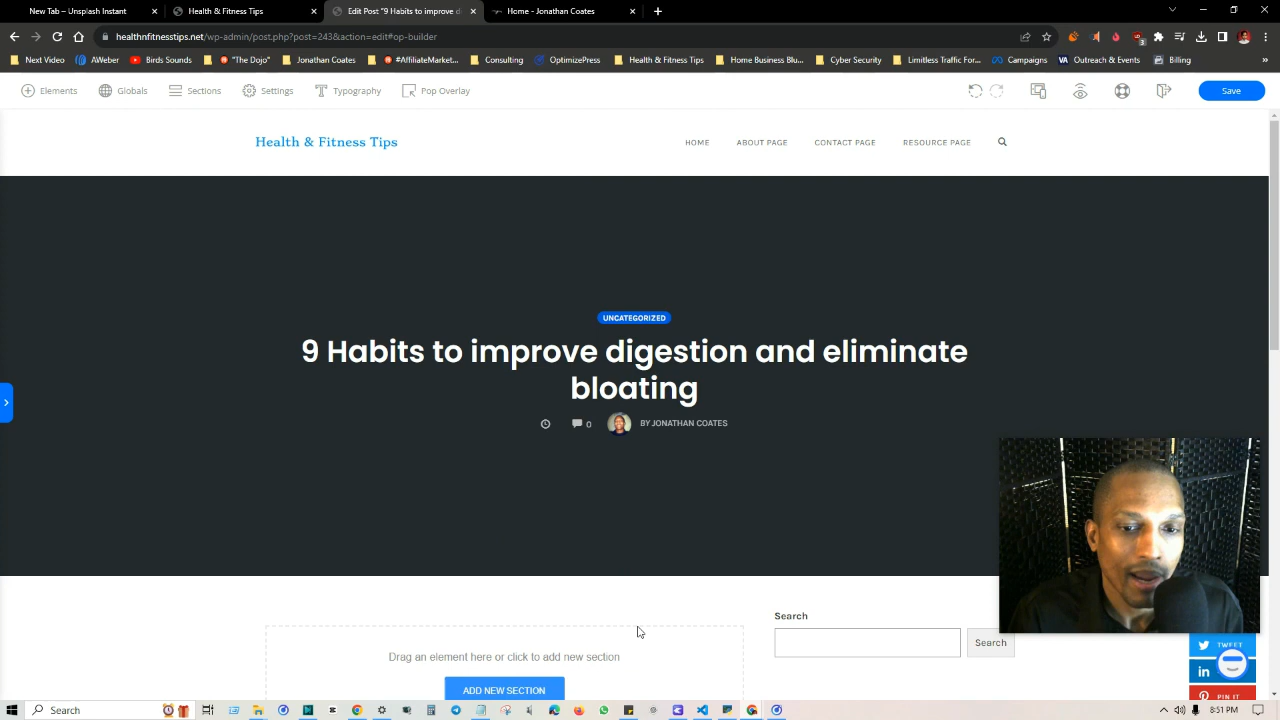 New Tab – Unsplash Instant
Health & Fitness Tips
Edit Post "9 Habits to improve d
Home - Jonathan Coates
healthnfitnesstips.net/wp-admin/post.php?post=243&action=edit#op-builder
Next Video
AWeber
Birds Sounds
"The Dojo"
Jonathan Coates
#AffiliateMarket...
Consulting
OptimizePress
Health & Fitness Tips
Home Business Blu...
Cyber Security
Limitless Traffic For...
Campaigns
VA Outreach & Events
Billing
Elements
Globals
Sections
Settings
Typography
Pop Overlay
Save
Health & Fitness Tips
HOME
ABOUT PAGE
CONTACT PAGE
RESOURCE PAGE
UNCATEGORIZED
9 Habits to improve digestion and eliminate
bloating
0
BY JONATHAN COATES
Search
Search
Drag an element here or click to add new section
ADD NEW SECTION
TWEET
in
PIN IT
Search
8:51 PM